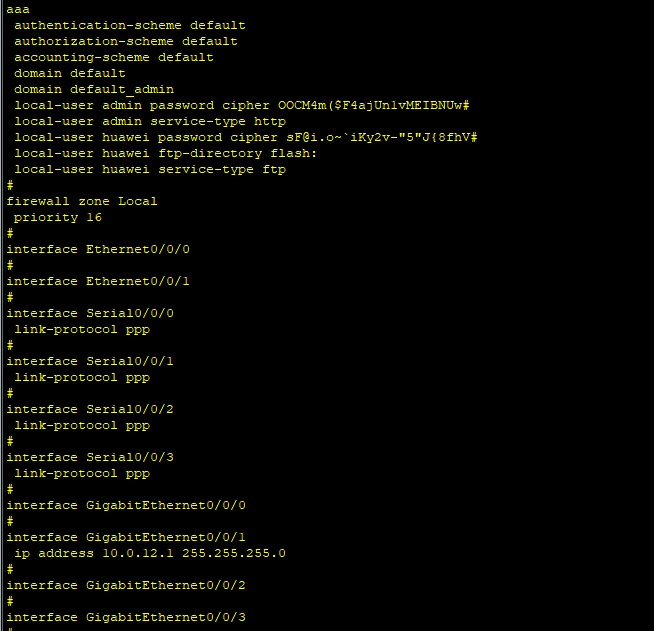 aaa
authentication-scheme default
authorization-scheme default
accounting-scheme default
domain default
domain default_admin
local-user admin password cipher OOCM4m($F4ajUn1vMEIBNUw#
local-user admin service-type http
local-user huawei password cipher sF@i.o~`iKy2v-"5"J{8fhV#
local-user huawei ftp-directory flash:
local-user huawei service-type ftp
#
firewall zone Local
priority 16
#
interface Ethernet0/0/0
#
interface Ethernet0/0/1
#
interface Serial0/0/0
link-protocol ppp
#
interface Serial0/0/1
link-protocol ppp
#
interface Serial0/0/2
link-protocol ppp
#
interface Serial0/0/3
link-protocol ppp
#
interface GigabitEthernet0/0/0
#
interface GigabitEthernet0/0/1
ip address 10.0.12.1 255.255.255.0
#
interface GigabitEthernet0/0/2
#
interface GigabitEthernet0/0/3
#